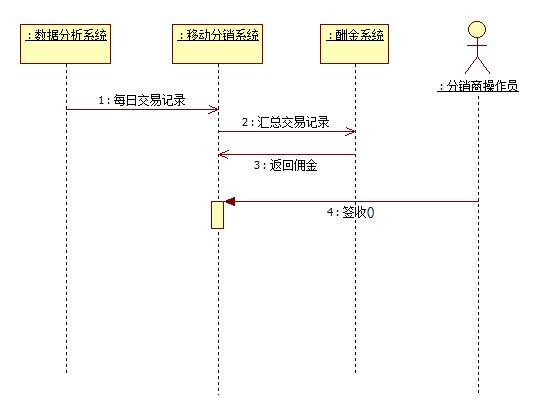 :数据分析系统
:移动分销系统
:酬金系统
:分销商操作员
1:每日交易记录
2:汇总交易记录
3:返回佣金
4:签收()